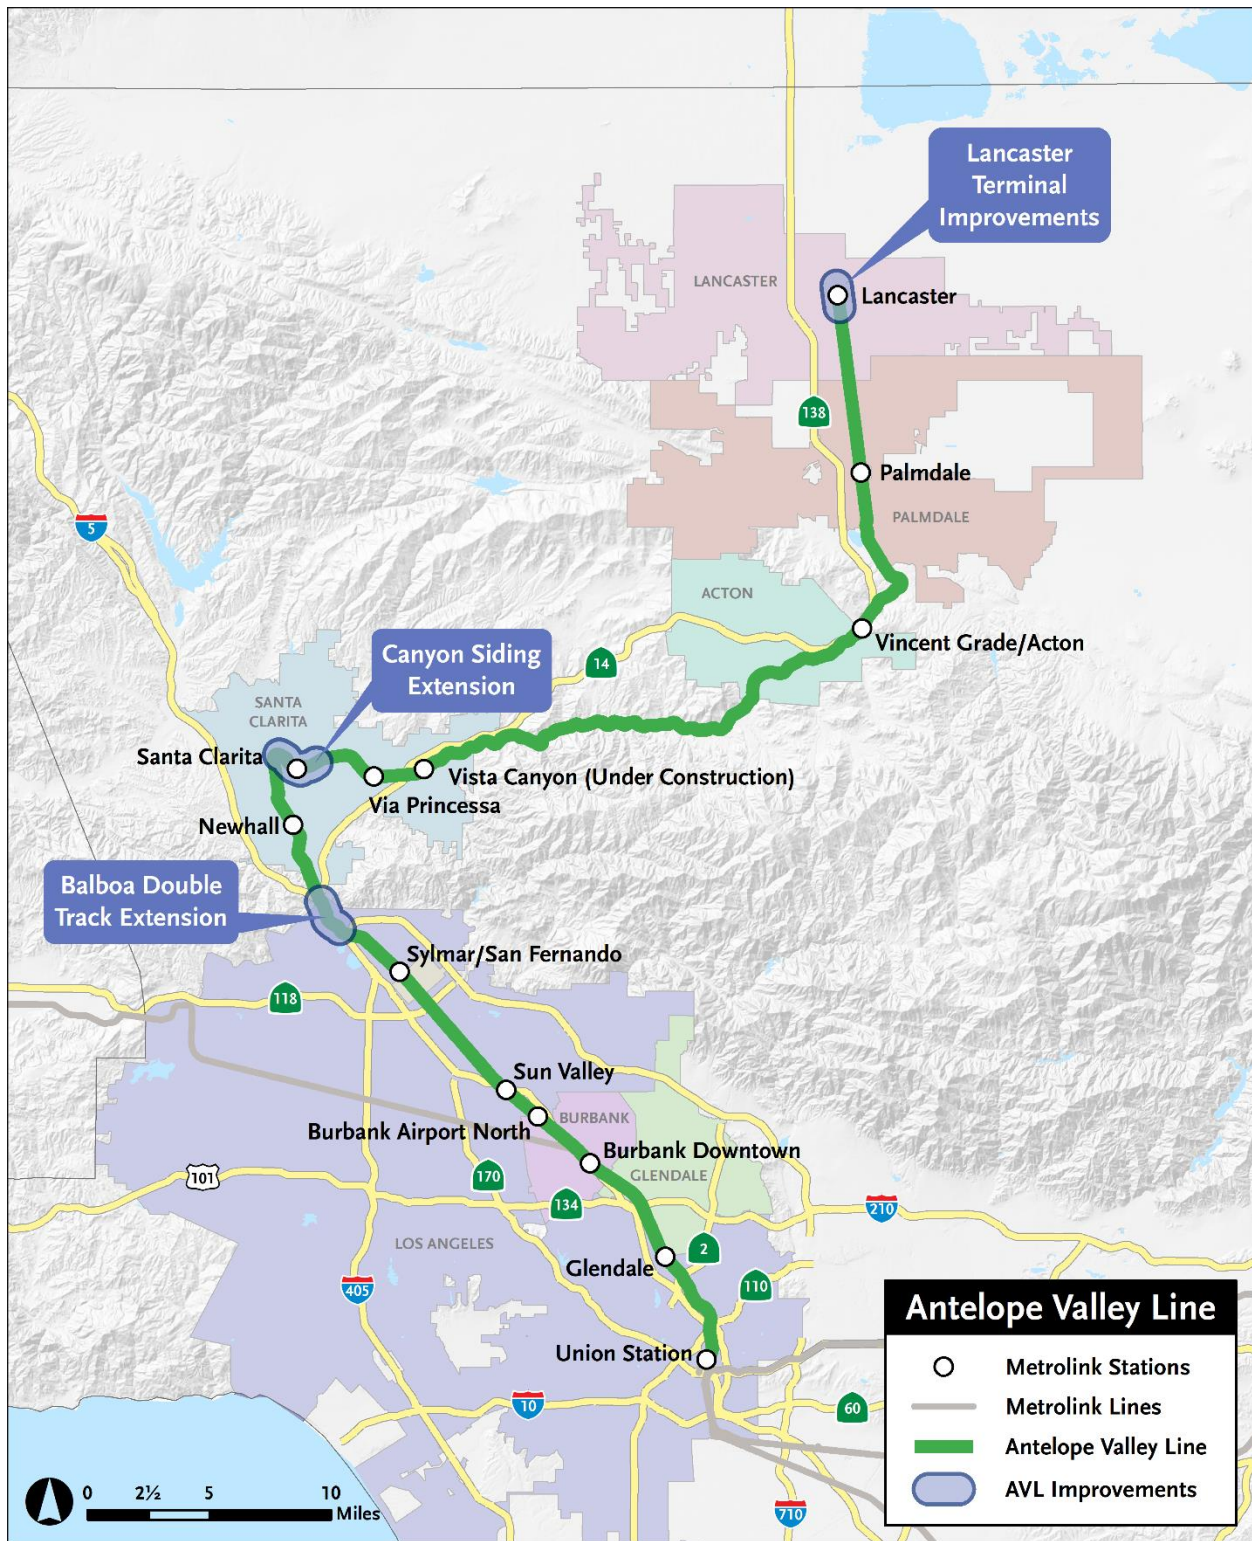 Lancaster
Terminal
Improvements
LANCASTER
Lancaster
138
Palmdale
PALMDALE
5
ACTON
Vincent Grade/Acton
Canyon Siding
Extension
14
SANTA
CLARITA
Santa Clarita
Vista Canyon (Under Construction)
Via Princessa
Newhall
Balboa Double
Track Extension
Sylmar/San Fernando
118
Sun Valley
BURBANK
Burbank Airport North
Burbank Downtown
GLENDALE
101
170
134
210
LOS ANGELES
2
Glendale
110
405
Union Station
10
60
710
Antelope Valley Line
Metrolink Stations
Metrolink Lines
Antelope Valley Line
AVL Improvements
0 2½ 5 10
Miles